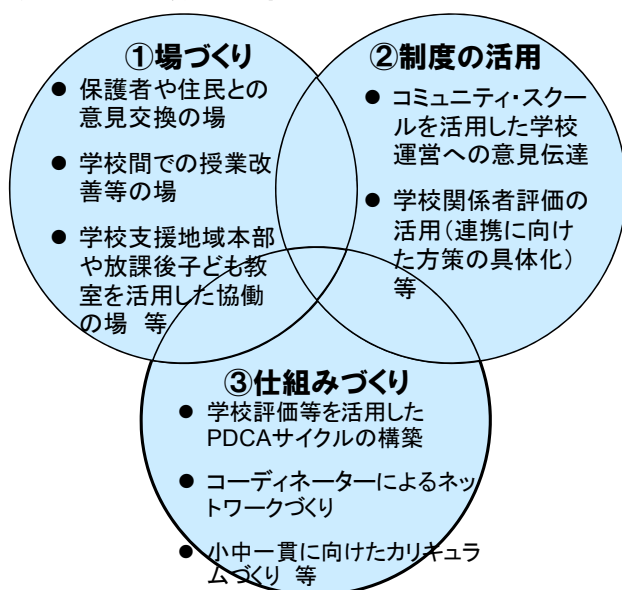 ①場づくり
● 保護者や住民との
意見交換の場
● 学校間での授業改
善等の場
● 学校支援地域本部
や放課後子ども教
室を活用した協働
の場 等
②制度の活用
● コミュニティ・スクー
ルを活用した学校
運営への意見伝達
● 学校関係者評価の
活用（連携に向け
た方策の具体化）
等
③仕組みづくり
● 学校評価等を活用した
PDCAサイクルの構築
● コーディネーターによるネッ
トワークづくり
● 小中一貫に向けたカリキュラ
ムづくり 等